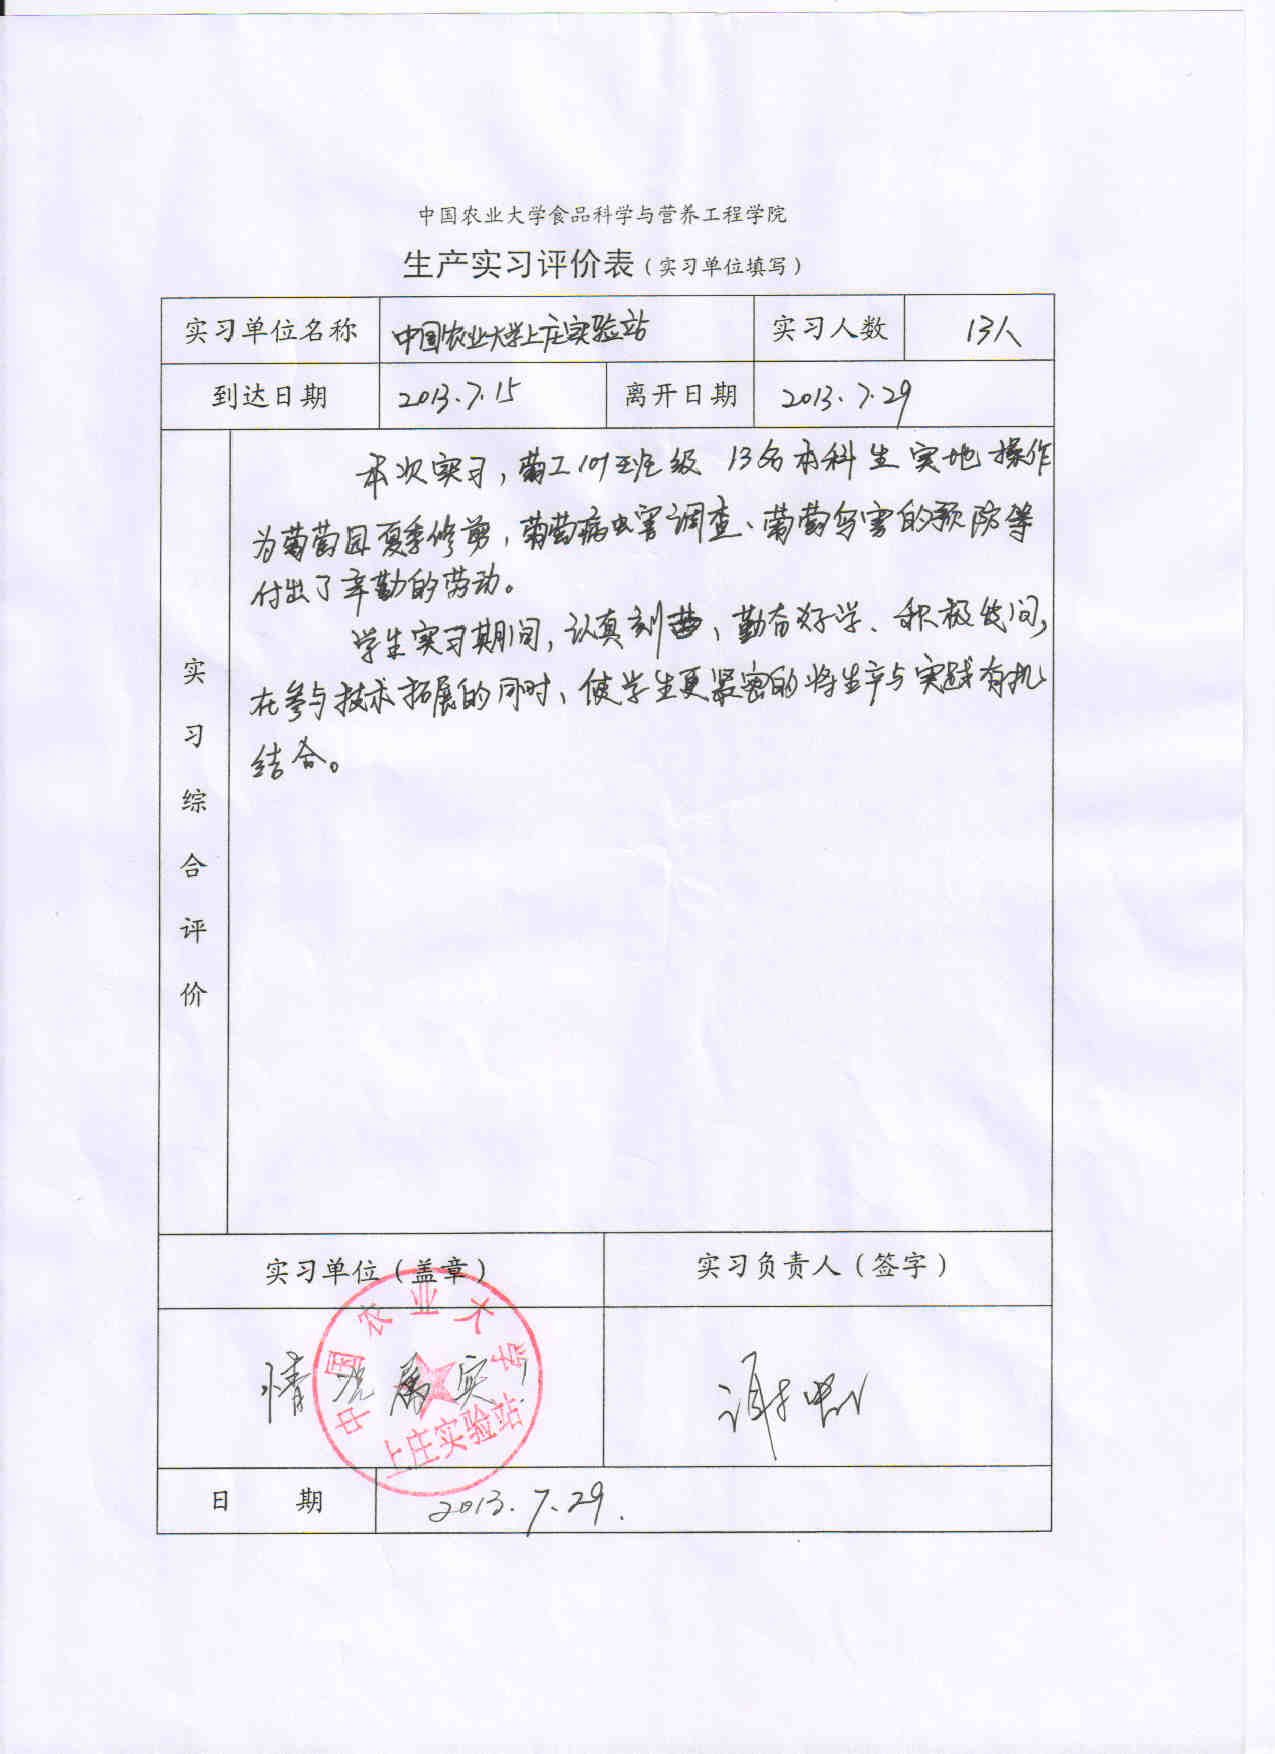 中国农业大学食品科学与营养工程学院
生产实习评价表（实习单位填写）
实习单位名称 中国农业大学上庄实验站 实习人数 13人
到达日期 2013.7.15 离开日期 2013.7.29
实习综合评价
本次实习，葡工101班级 13名本科生实地操作
为葡萄园夏季修剪，葡萄病虫害调查、葡萄鸟害的预防等
付出了辛勤的劳动。
学生实习期间，认真刻苦、勤奋好学、积极发问，
在参与技术拓展的同时、使学生更紧密的将生产与实践有机
结合。
实习单位（盖章） 实习负责人（签字）
情况属实
中国农业大学
上庄实验站
日期 2013.7.29.